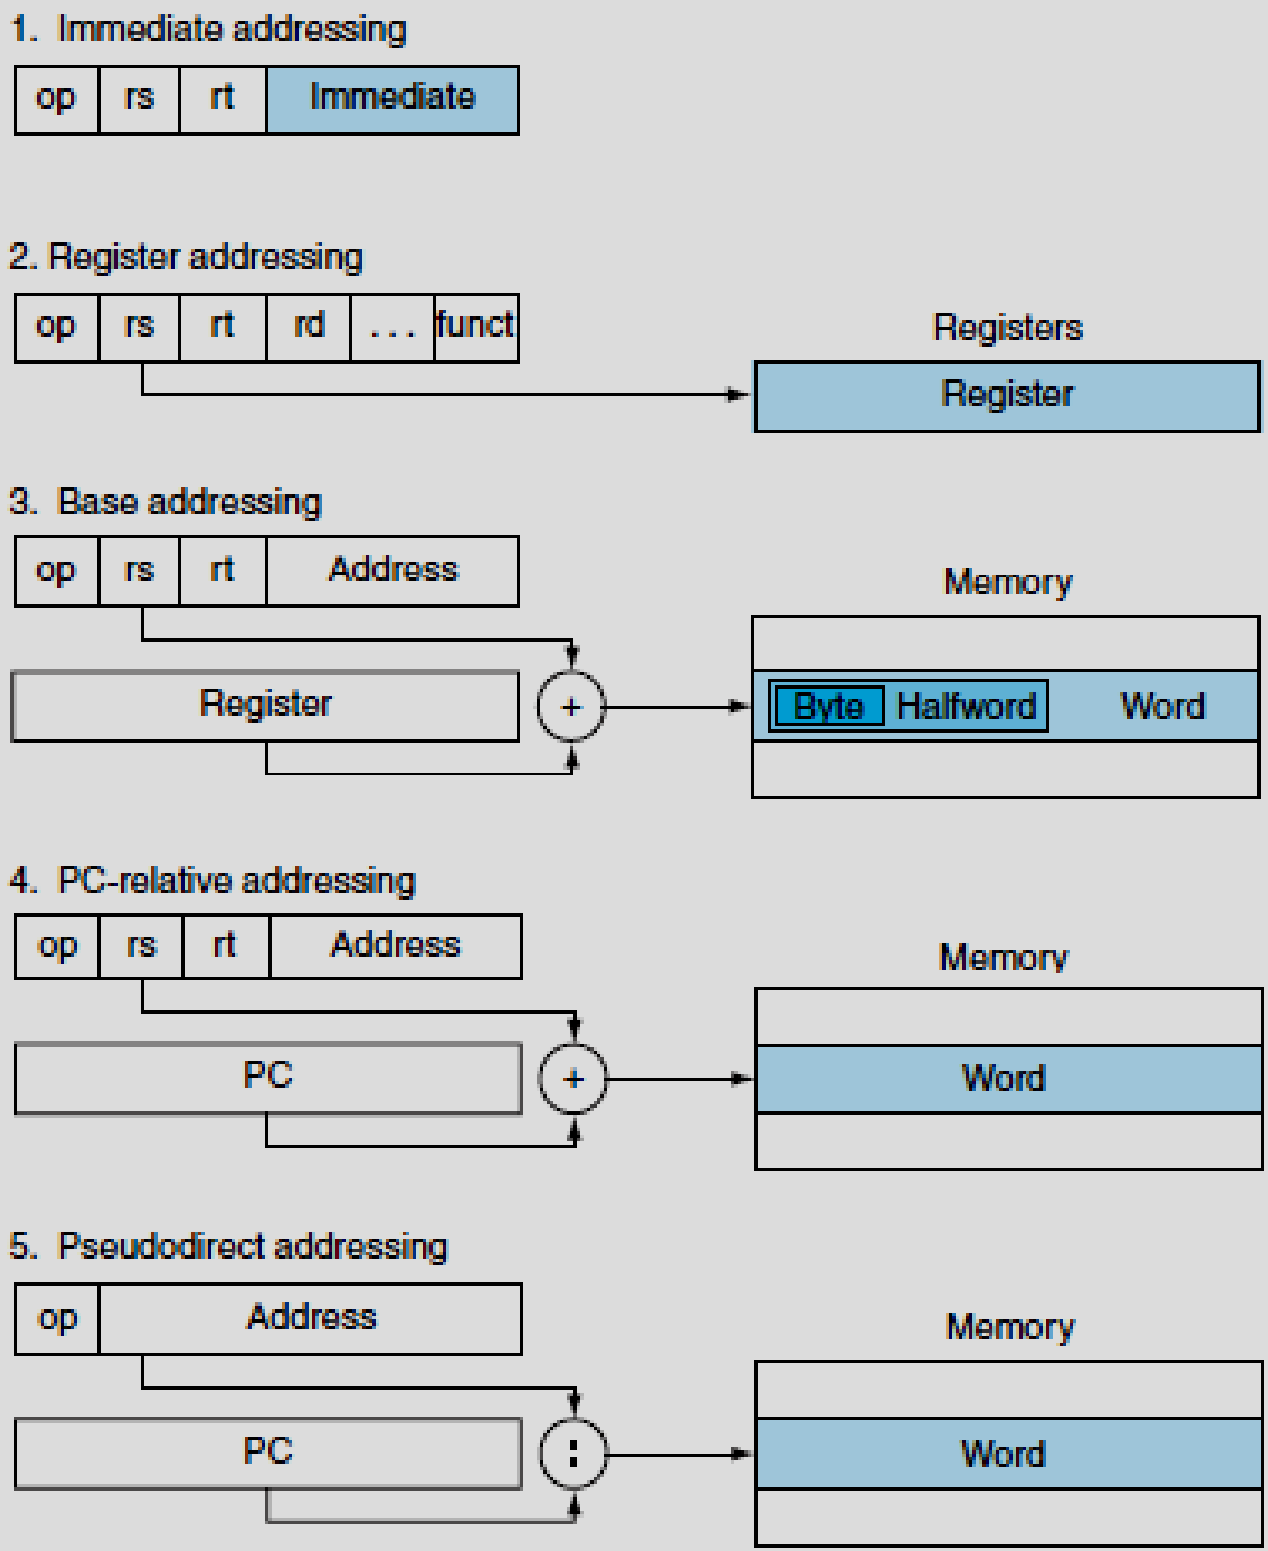 1. Immediate addressing
op rs rt Immediate
2. Register addressing
op rs rt rd ... funct
Registers
Register
3. Base addressing
op rs rt Address
Memory
Register + Byte Halfword Word
4. PC-relative addressing
op rs rt Address
Memory
PC + Word
5. Pseudodirect addressing
op Address
Memory
PC : Word